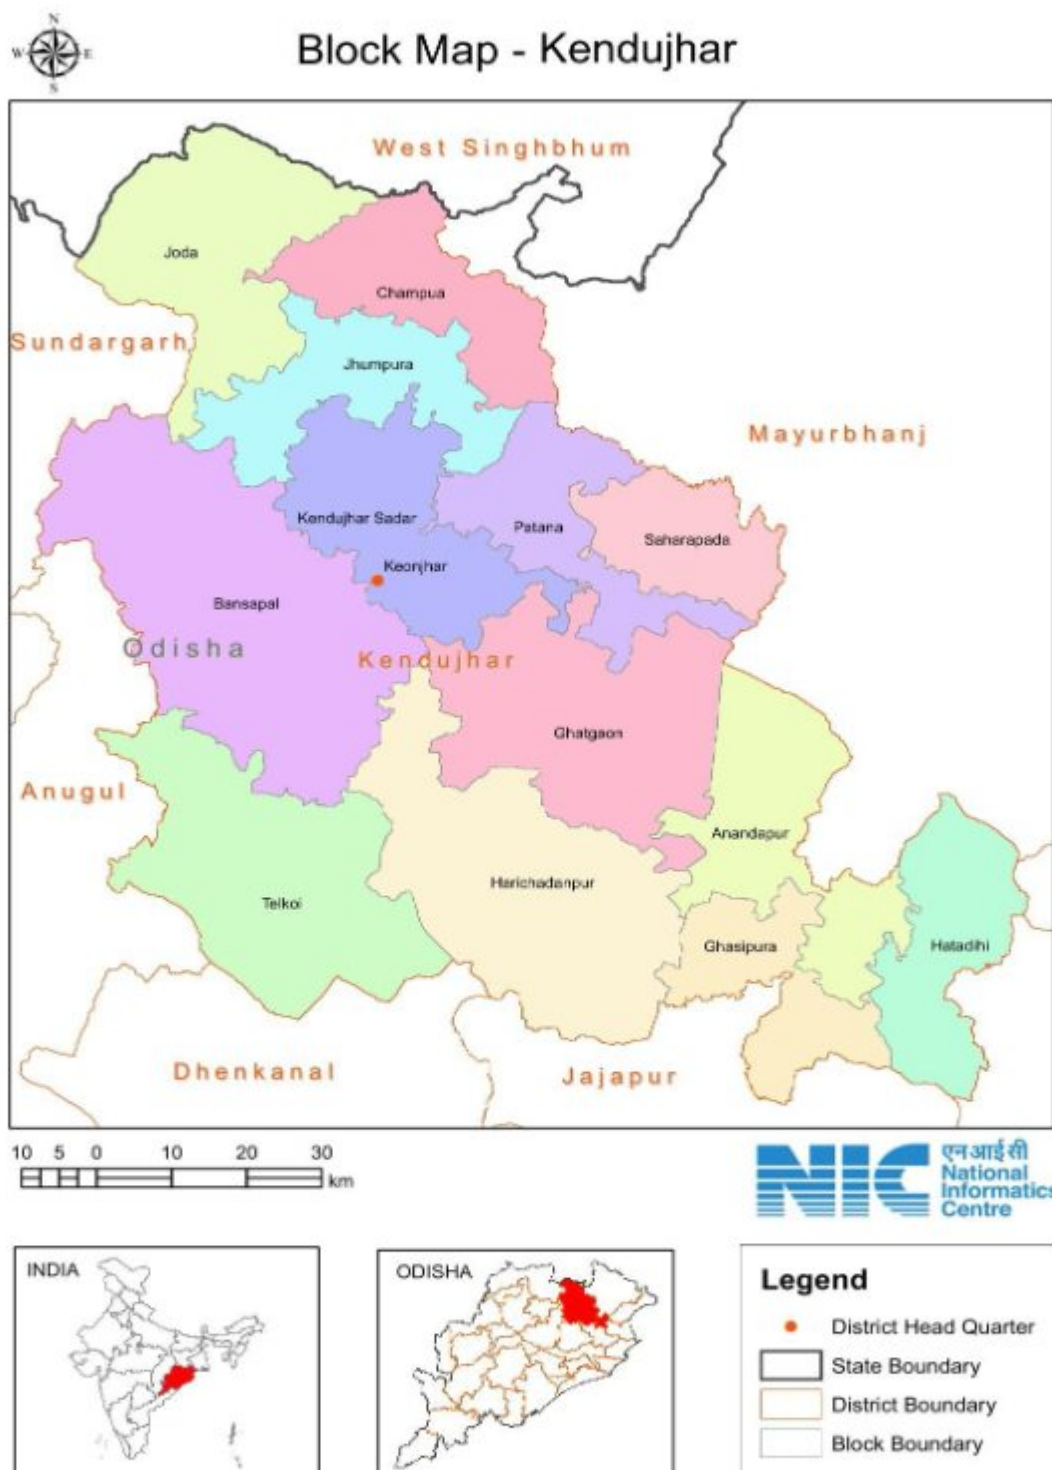 N
W E
S
Block Map - Kendujhar
West Singhbhum
Joda
Champua
Sundargarh
Jhumpura
Mayurbhanj
Kendujhar Sadar
Patana
Saharapada
Keonjhar
Bansapal
Odisha
Kendujhar
Ghatgaon
Anugul
Anandapur
Harichadanpur
Telkoi
Ghasipura
Hatadihi
Dhenkanal
Jajapur
10 5 0 10 20 30
km
NIC
एनआईसी
National
Informatics
Centre
INDIA
ODISHA
Legend
District Head Quarter
State Boundary
District Boundary
Block Boundary